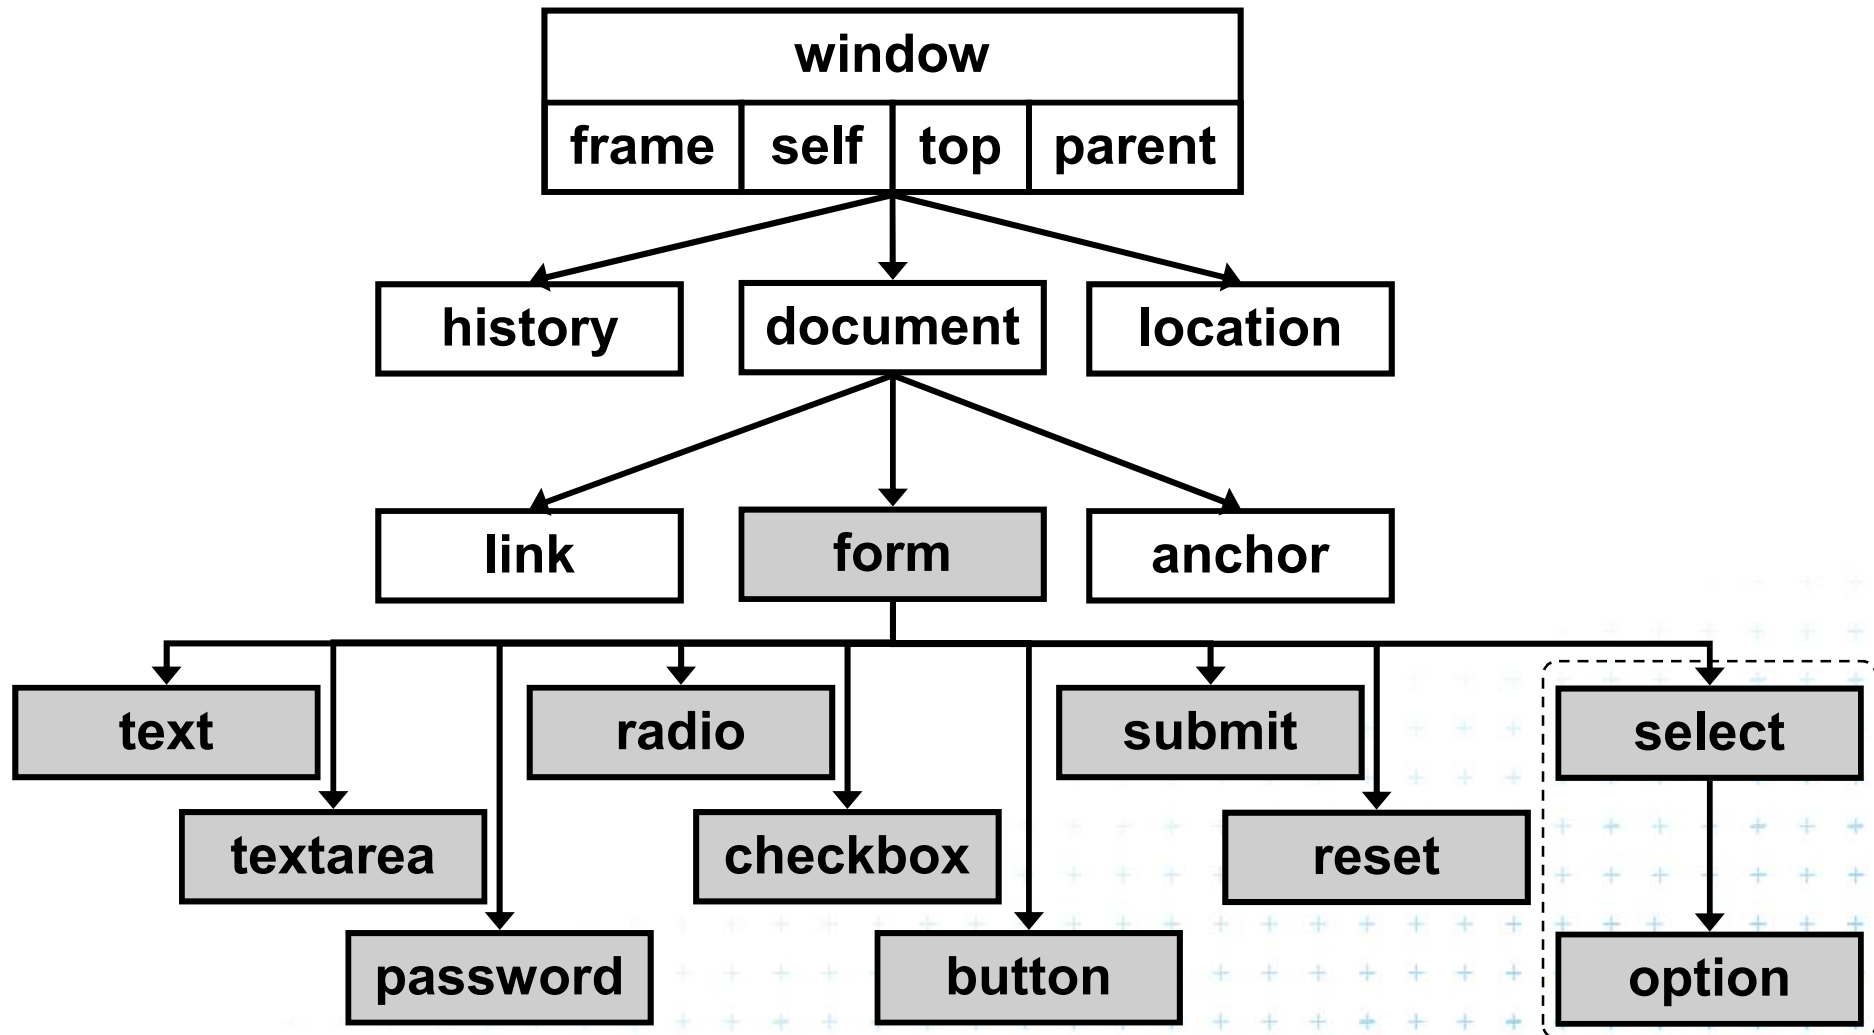 window
frame self top parent
history document location
link form anchor
text radio submit select
textarea checkbox reset
password button option